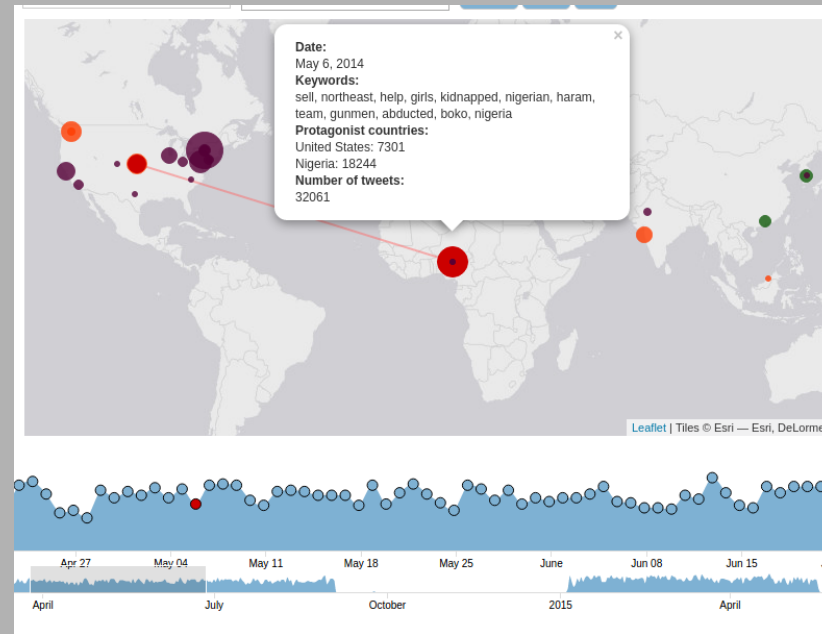 ×
Date:
May 6, 2014
Keywords:
sell, northeast, help, girls, kidnapped, nigerian, haram,
team, gunmen, abducted, boko, nigeria
Protagonist countries:
United States: 7301
Nigeria: 18244
Number of tweets:
32061
Leaflet | Tiles © Esri — Esri, DeLorme
Apr 27 May 04 May 11 May 18 May 25 June Jun 08 Jun 15
April July October 2015 April